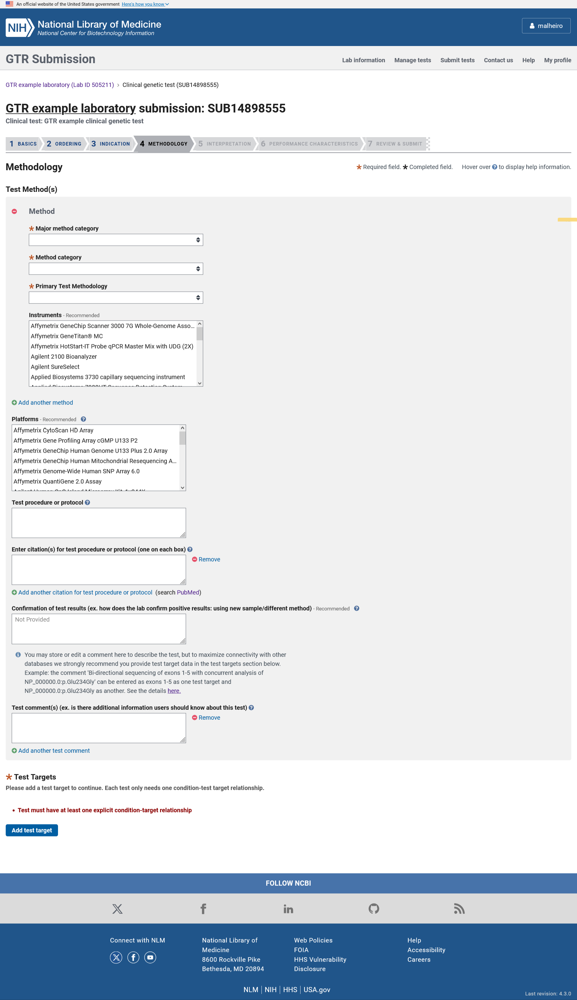 An official website of the United States government Here's how you know
NIH National Library of Medicine
National Center for Biotechnology Information
malheiro
GTR Submission
Lab information Manage tests Submit tests Contact us Help My profile
GTR example laboratory (Lab ID 505211) › Clinical genetic test (SUB14898555)
GTR example laboratory submission: SUB14898555
Clinical test: GTR example clinical genetic test
1 BASICS 2 ORDERING 3 INDICATION 4 METHODOLOGY 5 INTERPRETATION 6 PERFORMANCE CHARACTERISTICS 7 REVIEW & SUBMIT
Methodology
* Required field. * Completed field. Hover over ? to display help information.
Test Method(s)
Method
* Major method category
* Method category
* Primary Test Methodology
Instruments - Recommended
Affymetrix GeneChip Scanner 3000 7G Whole-Genome Asso...
Affymetrix GeneTitan® MC
Affymetrix HotStart-IT Probe qPCR Master Mix with UDG (2X)
Agilent 2100 Bioanalyzer
Agilent SureSelect
Applied Biosystems 3730 capillary sequencing instrument
Add another method
Platforms - Recommended ?
Affymetrix CytoScan HD Array
Affymetrix Gene Profiling Array cGMP U133 P2
Affymetrix GeneChip Human Genome U133 Plus 2.0 Array
Affymetrix GeneChip Human Mitochondrial Resequencing A...
Affymetrix Genome-Wide Human SNP Array 6.0
Affymetrix QuantiGene 2.0 Assay
Test procedure or protocol ?
Enter citation(s) for test procedure or protocol (one on each box) ?
Remove
Add another citation for test procedure or protocol (search PubMed)
Confirmation of test results (ex. how does the lab confirm positive results: using new sample/different method) - Recommended ?
Not Provided
You may store or edit a comment here to describe the test, but to maximize connectivity with other
databases we strongly recommend you provide test target data in the test targets section below.
Example: the comment 'Bi-directional sequencing of exons 1-5 with concurrent analysis of
NP_000000.0:p.Glu234Gly' can be entered as exons 1-5 as one test target and
NP_000000.0:p.Glu234Gly as another. See the details here.
Test comment(s) (ex. is there additional information users should know about this test) ?
Remove
Add another test comment
* Test Targets
Please add a test target to continue. Each test only needs one condition-test target relationship.
• Test must have at least one explicit condition-target relationship
Add test target
FOLLOW NCBI
Connect with NLM
National Library of
Medicine
8600 Rockville Pike
Bethesda, MD 20894
Web Policies
FOIA
HHS Vulnerability
Disclosure
Help
Accessibility
Careers
NLM | NIH | HHS | USA.gov
Last revision: 4.3.0